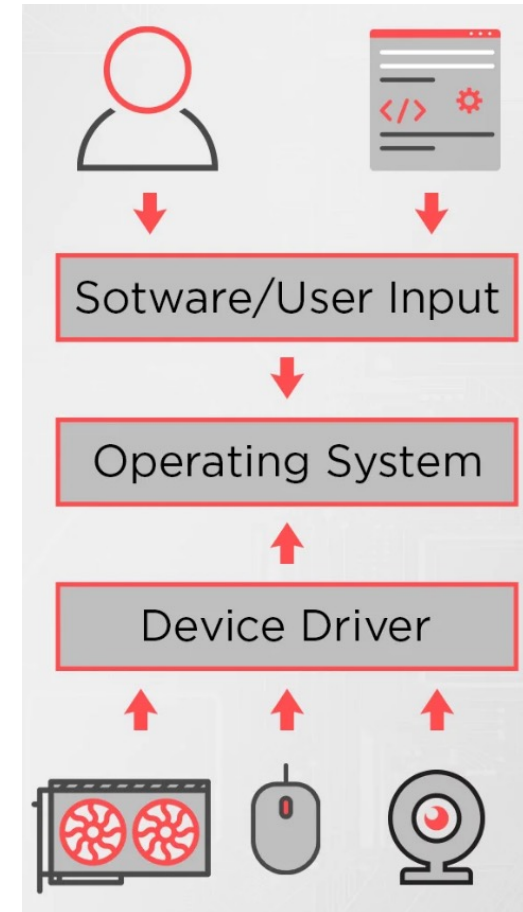 </>
Sotware/User Input
Operating System
Device Driver